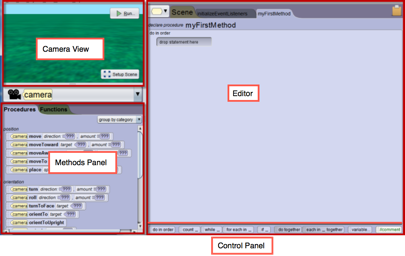 Run...
Camera View
Setup Scene
camera
Procedures Functions
group by category
position
camera move direction ??? , amount ???
camera moveToward target ??? , amount ???
camera
camera moveTo
camera place
Methods Panel
orientation
camera turn direction ??? , amount ???
camera roll direction ??? , amount ???
camera turnToFace target ???
camera orientTo target ???
camera orientToUpright
Scene initializeEventListeners myFirstMethod
declare procedure myFirstMethod
do in order
drop statement here
Editor
do in order count while for each in if do together each in together variable... //comment
Control Panel